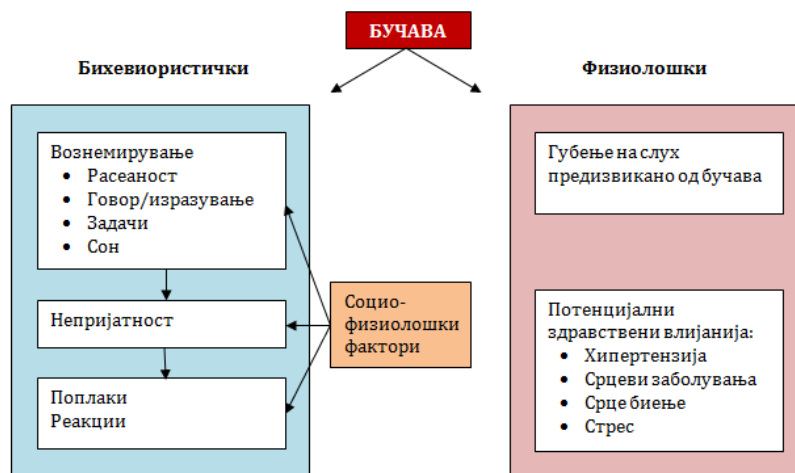 БУЧАВА
Бихевиористички
Физиолошки
Вознемирување
• Расеаност
• Говор/изразување
• Задачи
• Сон
Непријатност
Поплаки
Реакции
Социо-
физиолошки
фактори
Губење на слух
предизвикано од бучава
Потенцијални
здравствени влијанија:
• Хипертензија
• Срцеви заболувања
• Срце биење
• Стрес